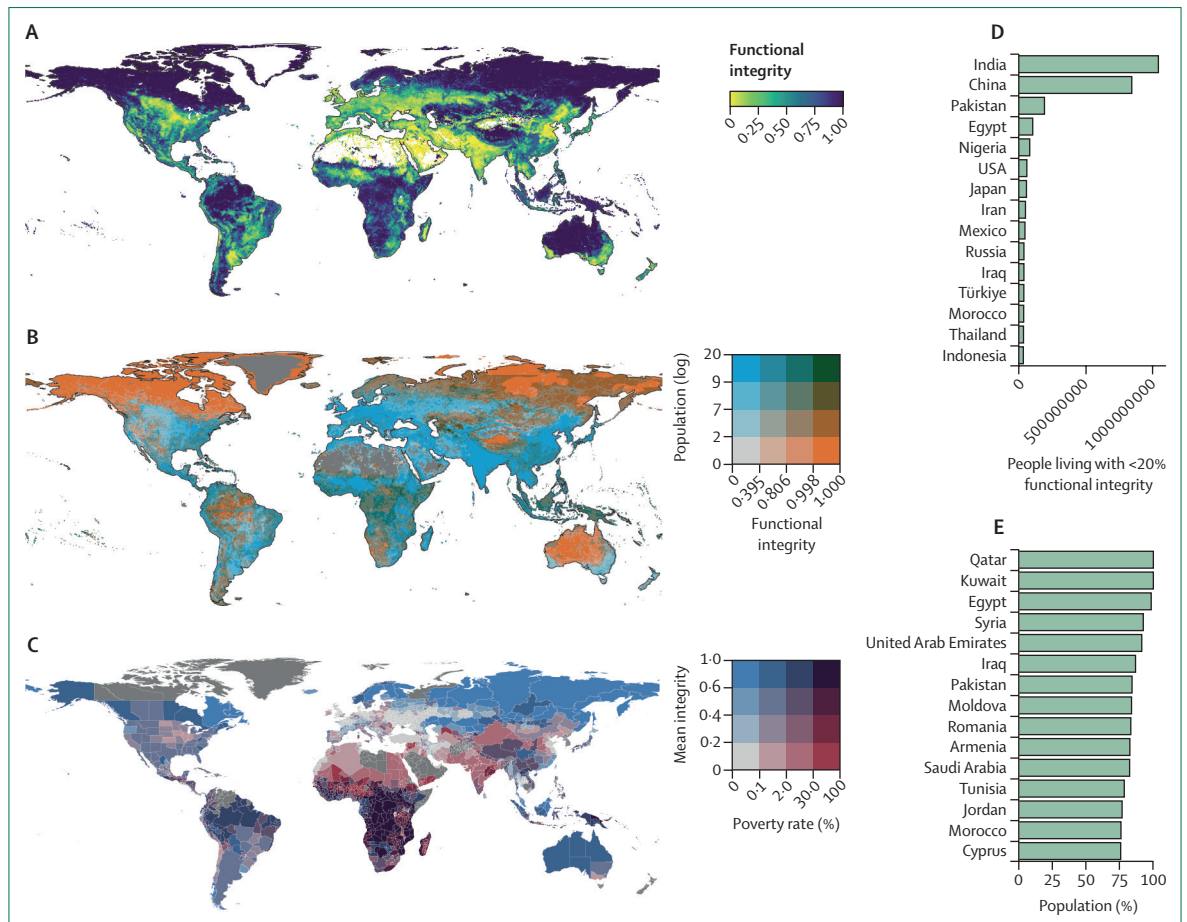 A
Functional
integrity
0
0·25
0·50
0·75
1·00
B
Population (log)
20
9
7
2
0
0
0·395
0·806
0·998
1·000
Functional
integrity
C
Mean integrity
1·0
0·6
0·4
0·2
0
0
0·1
2·0
30·0
100
Poverty rate (%)
D
India
China
Pakistan
Egypt
Nigeria
USA
Japan
Iran
Mexico
Russia
Iraq
Türkiye
Morocco
Thailand
Indonesia
0
500000000
1000000000
People living with <20%
functional integrity
E
Qatar
Kuwait
Egypt
Syria
United Arab Emirates
Iraq
Pakistan
Moldova
Romania
Armenia
Saudi Arabia
Tunisia
Jordan
Morocco
Cyprus
0 25 50 75 100
Population (%)